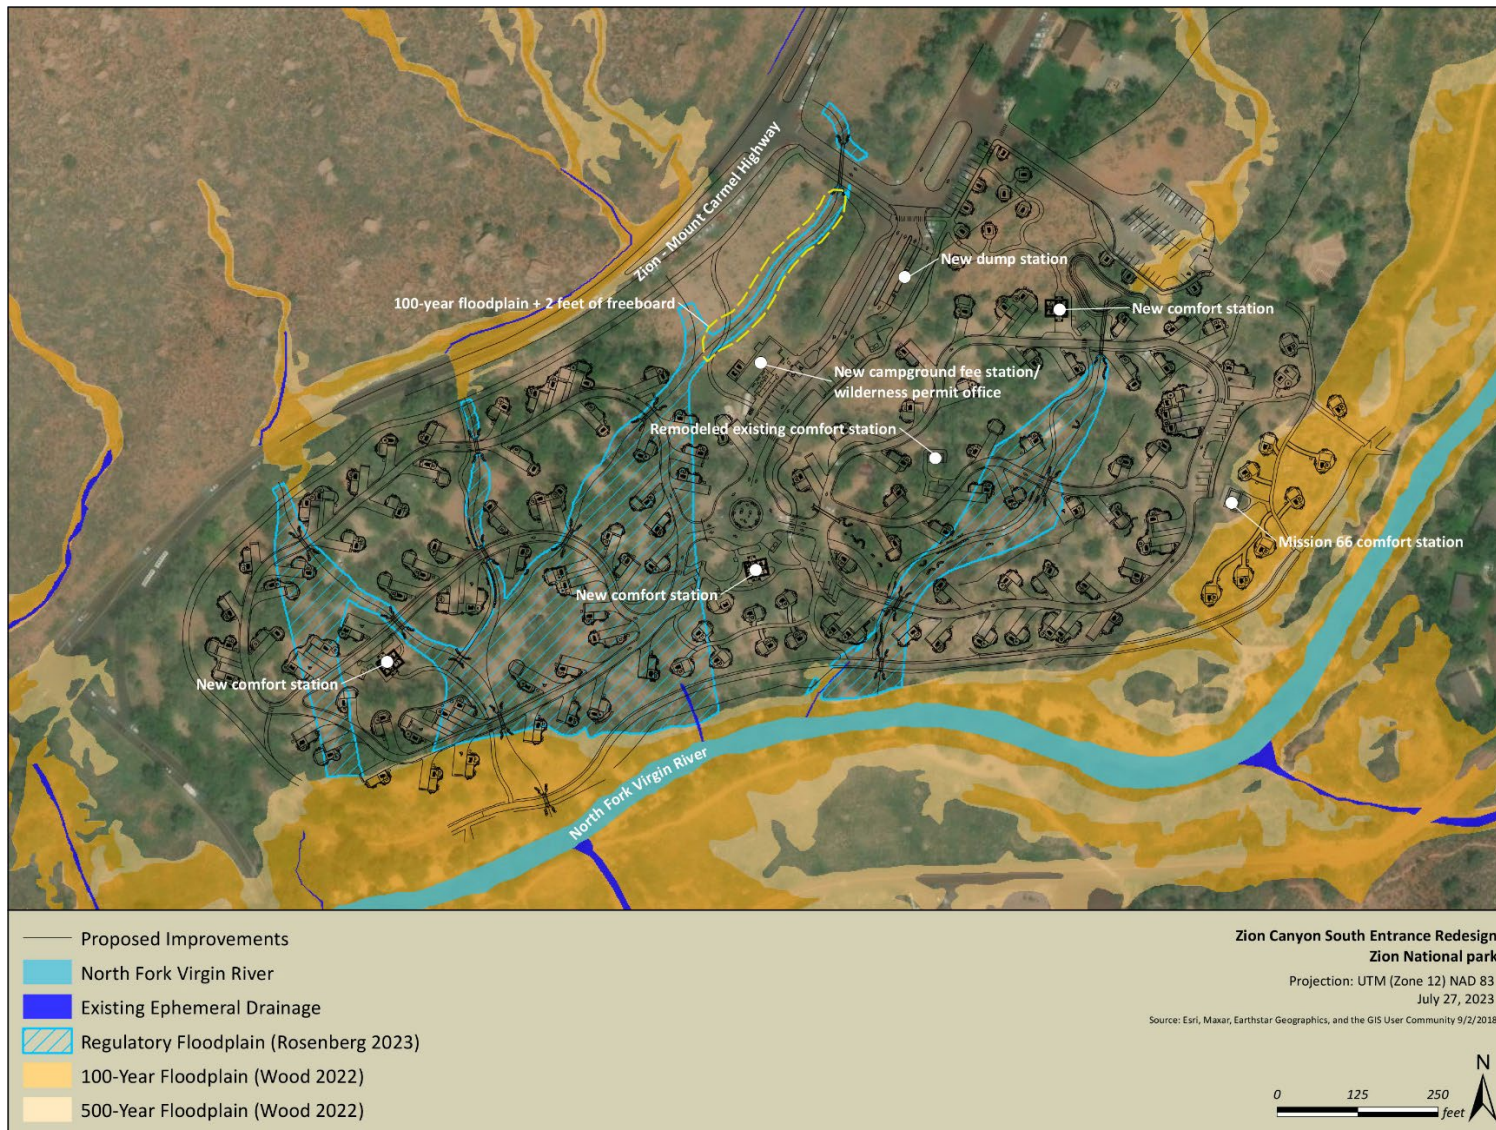 Zion - Mount Carmel Highway
New dump station
100-year floodplain + 2 feet of freeboard
New comfort station
New campground fee station/
wilderness permit office
Remodeled existing comfort station
Mission 66 comfort station
New comfort station
New comfort station
North Fork Virgin River
Proposed Improvements
North Fork Virgin River
Existing Ephemeral Drainage
Regulatory Floodplain (Rosenberg 2023)
100-Year Floodplain (Wood 2022)
500-Year Floodplain (Wood 2022)
Zion Canyon South Entrance Redesign
Zion National park
Projection: UTM (Zone 12) NAD 83
July 27, 2023
Source: Esri, Maxar, Earthstar Geographics, and the GIS User Community 9/2/2018
N
0 125 250
feet